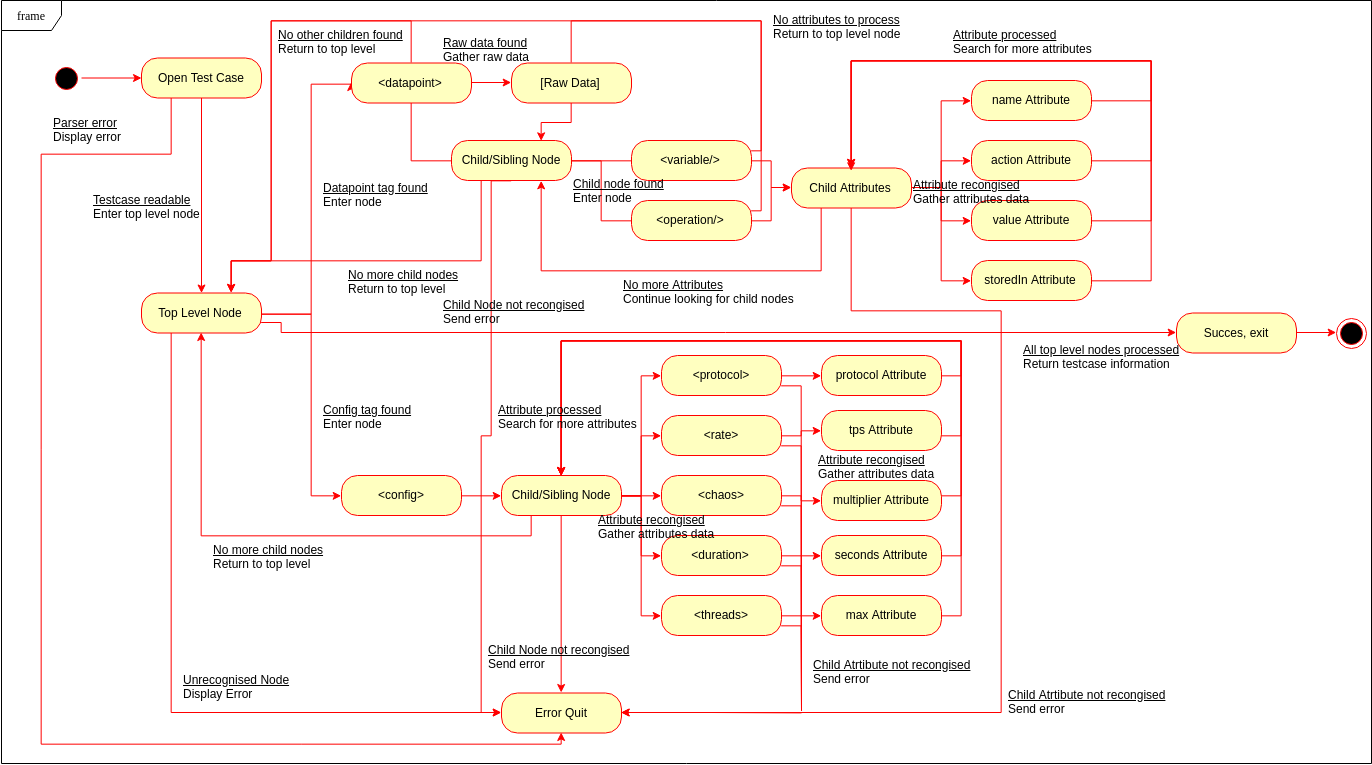 frame
No other children found
Return to top level
Raw data found
Gather raw data
No attributes to process
Return to top level node
Attribute processed
Search for more attributes
Open Test Case
<datapoint>
[Raw Data]
name Attribute
Parser error
Display error
Child/Sibling Node
<variable/>
action Attribute
Datapoint tag found
Enter node
Child node found
Enter node
Child Attributes
Attribute recongised
Gather attributes data
Testcase readable
Enter top level node
<operation/>
value Attribute
No more child nodes
Return to top level
No more Attributes
Continue looking for child nodes
storedIn Attribute
Child Node not recongised
Send error
Top Level Node
Succes, exit
All top level nodes processed
Return testcase information
<protocol>
protocol Attribute
Config tag found
Enter node
Attribute processed
Search for more attributes
<rate>
tps Attribute
Attribute recongised
Gather attributes data
<config>
Child/Sibling Node
<chaos>
multiplier Attribute
Attribute recongised
Gather attributes data
No more child nodes
Return to top level
<duration>
seconds Attribute
<threads>
max Attribute
Child Node not recongised
Send error
Child Atrtibute not recongised
Send error
Unrecognised Node
Display Error
Child Atrtibute not recongised
Send error
Error Quit